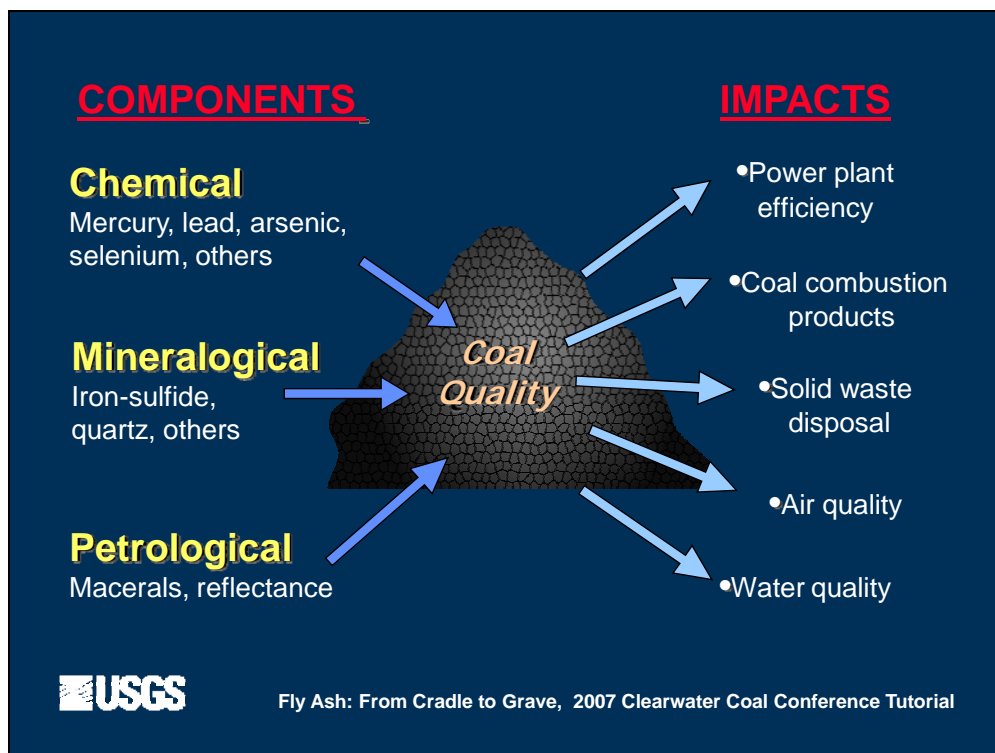 COMPONENTS
IMPACTS
Chemical
Mercury, lead, arsenic,
selenium, others
Mineralogical
Iron-sulfide,
quartz, others
Petrological
Macerals, reflectance
Coal
Quality
•Power plant
efficiency
•Coal combustion
products
•Solid waste
disposal
•Air quality
•Water quality
USGS
Fly Ash: From Cradle to Grave, 2007 Clearwater Coal Conference Tutorial